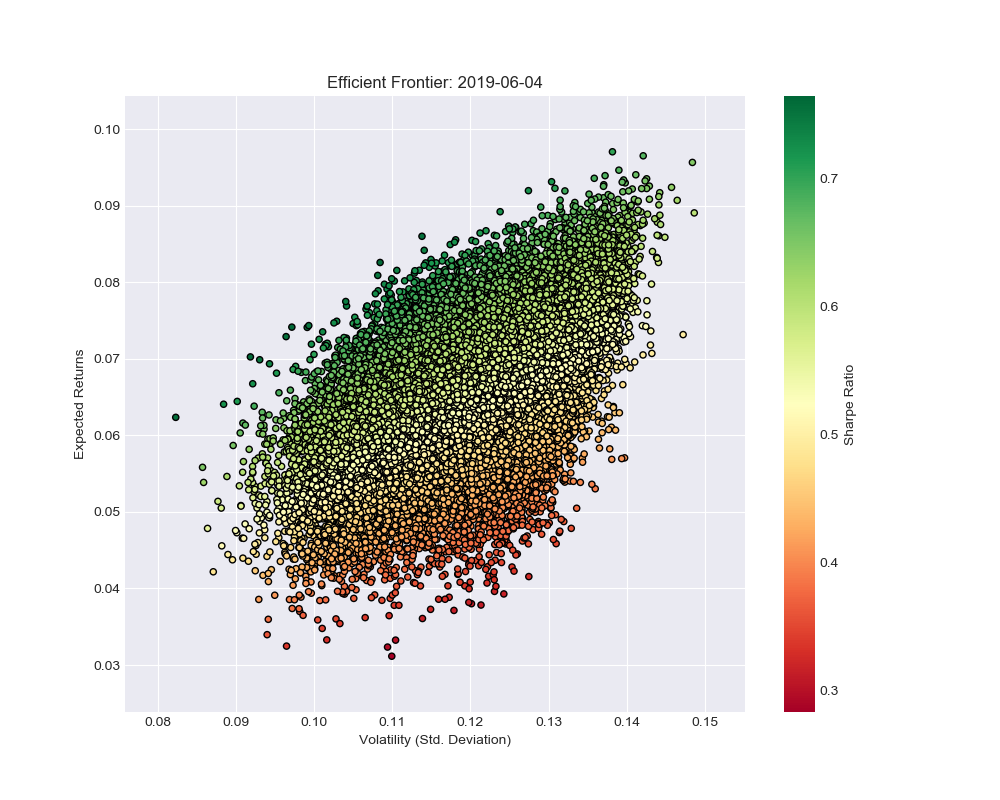 Efficient Frontier: 2019-06-04
0.10
0.09
0.08
0.07
0.06
0.05
0.04
0.03
Expected Returns
0.08 0.09 0.10 0.11 0.12 0.13 0.14 0.15
Volatility (Std. Deviation)
0.7
0.6
0.5
0.4
0.3
Sharpe Ratio